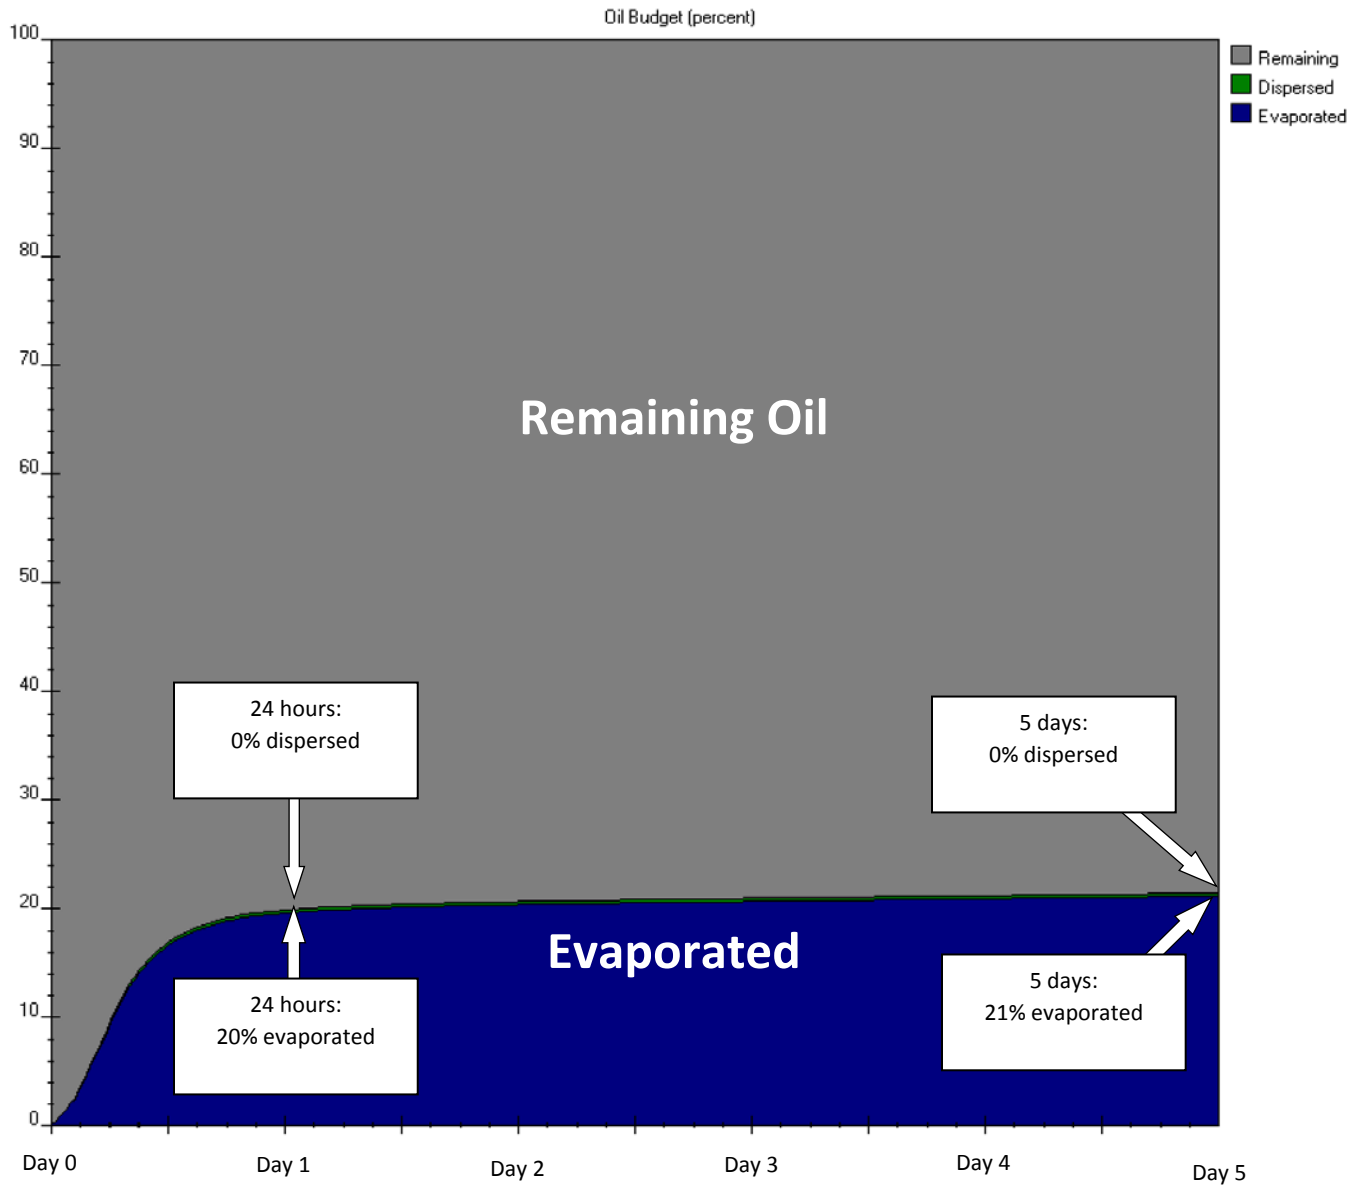 Oil Budget (percent)
100
90
80
70
60
50
40
30
20
10
0
Remaining
Dispersed
Evaporated
Remaining Oil
24 hours:
0% dispersed
5 days:
0% dispersed
Evaporated
24 hours:
20% evaporated
5 days:
21% evaporated
Day 0
Day 1
Day 2
Day 3
Day 4
Day 5